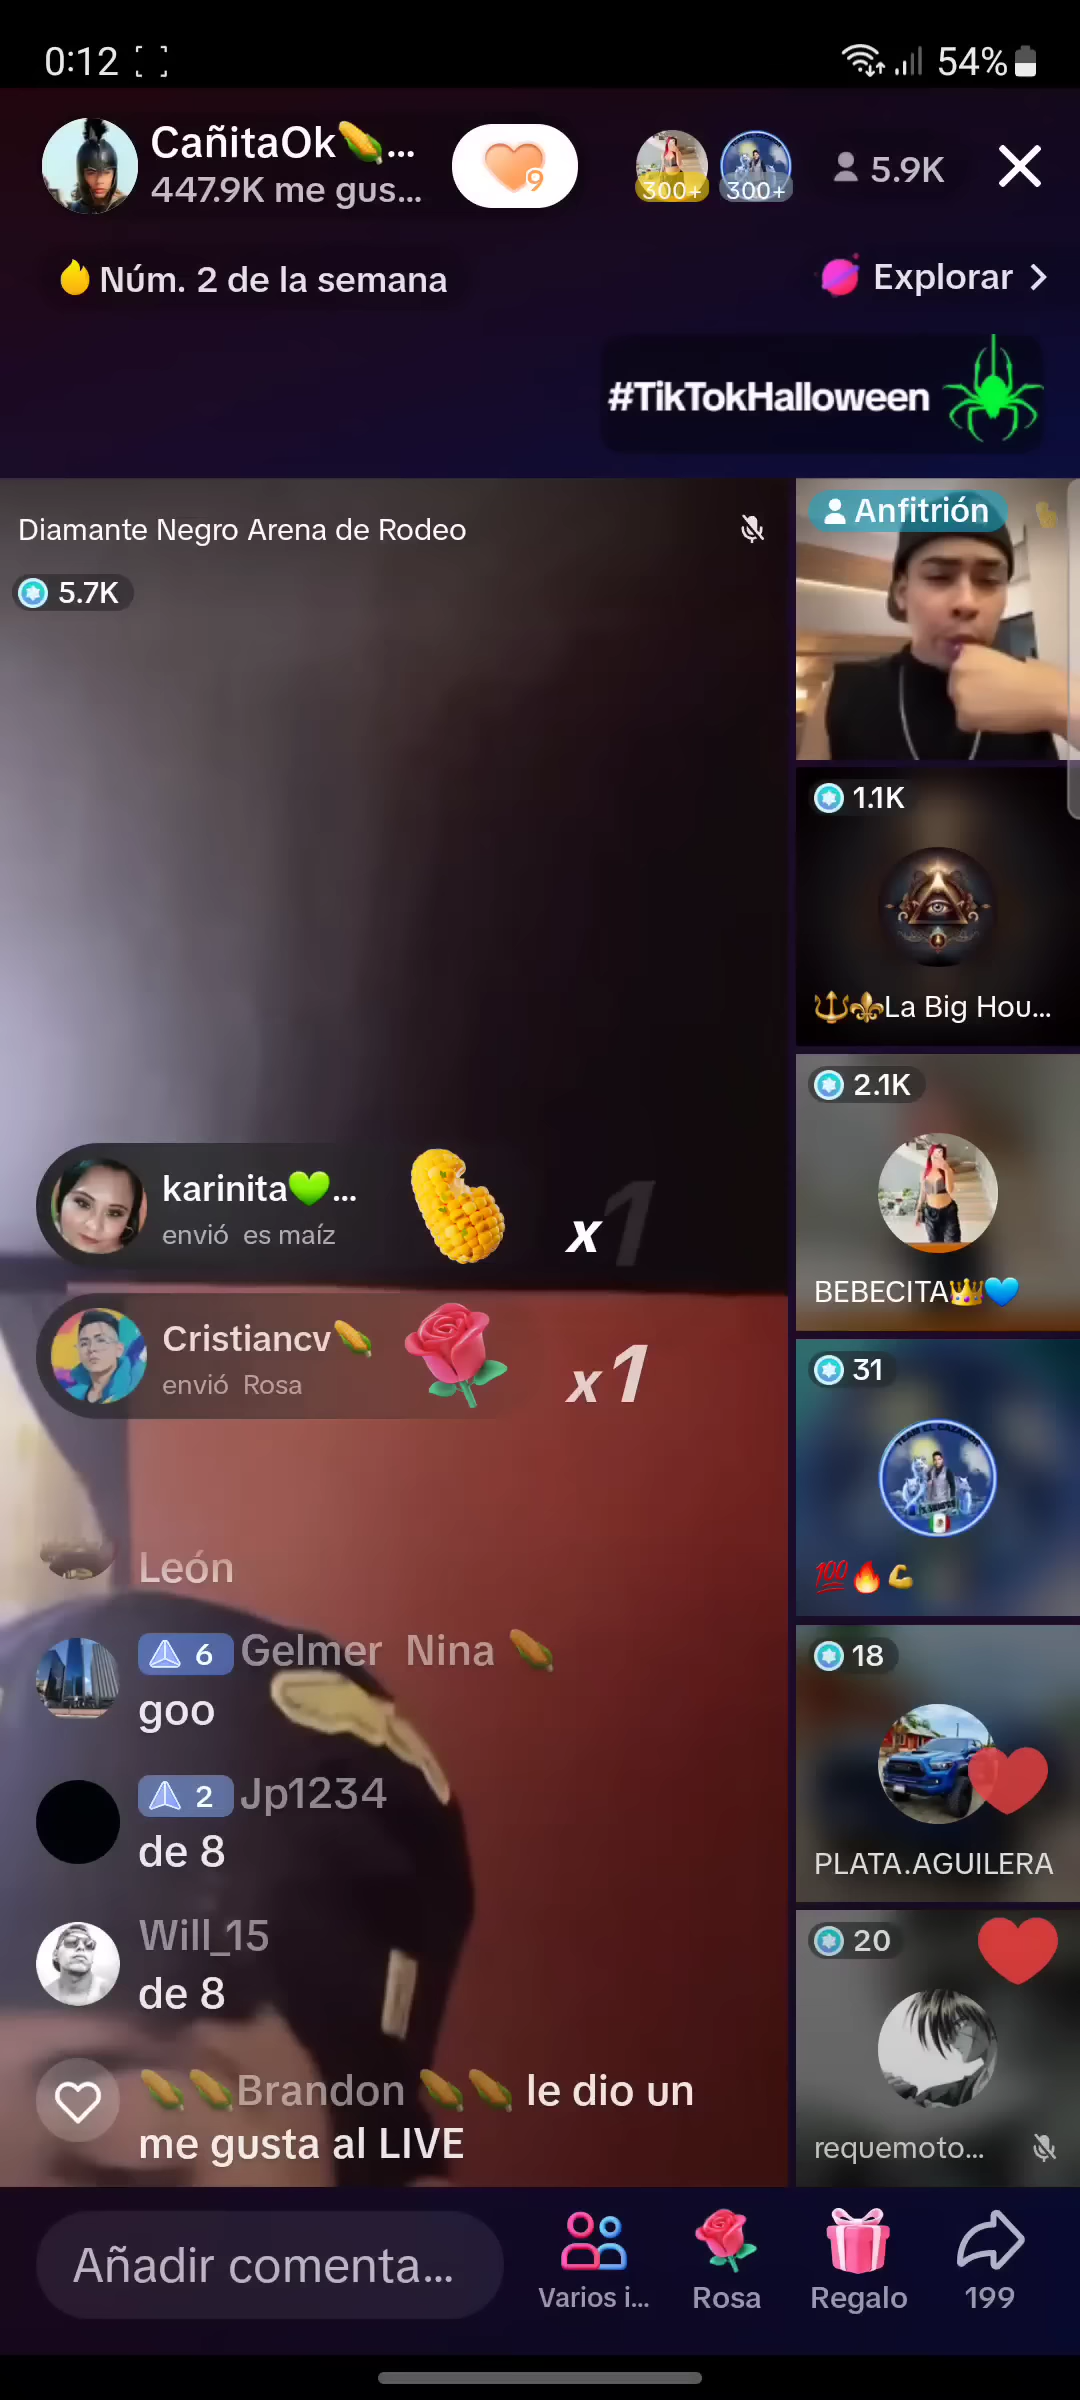 0:12
54%
CañitaOk🌽...
447.9K me gus...
9
300+
300+
5.9K
Núm. 2 de la semana
Explorar
#TikTokHalloween
Diamante Negro Arena de Rodeo
5.7K
Anfitrión
1.1K
🔱⚜️La Big Hou...
2.1K
BEBECITA👑💙
karinita💚...
envió es maíz
x1
Cristiancv🌽
envió Rosa
x1
31
TEAM EL CAZADOR
💯🔥💪
León
6 Gelmer Nina 🌽
goo
2 Jp1234
de 8
Will_15
de 8
🌽🌽Brandon 🌽🌽 le dio un
me gusta al LIVE
18
PLATA.AGUILERA
20
requemoto...
Añadir comenta...
Varios i...
Rosa
Regalo
199